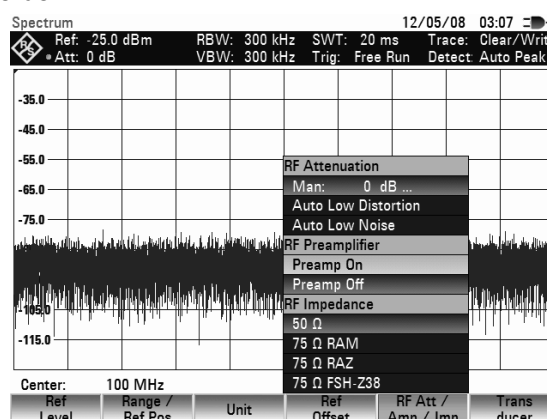 Spectrum 12/05/08 03:07
Ref: -25.0 dBm RBW: 300 kHz SWT: 20 ms Trace: Clear/Writ
• Att: 0 dB VBW: 300 kHz Trig: Free Run Detect: Auto Peak
-35.0
-45.0
-55.0
-65.0
-75.0
-105.0
-115.0
RF Attenuation
Man: 0 dB ...
Auto Low Distortion
Auto Low Noise
RF Preamplifier
Preamp On
Preamp Off
RF Impedance
50 Ω
75 Ω RAM
75 Ω RAZ
75 Ω FSH-Z38
Center: 100 MHz
Ref Level
Range / Ref Pos
Unit
Ref Offset
RF Att / Amp / Imp
Trans ducer